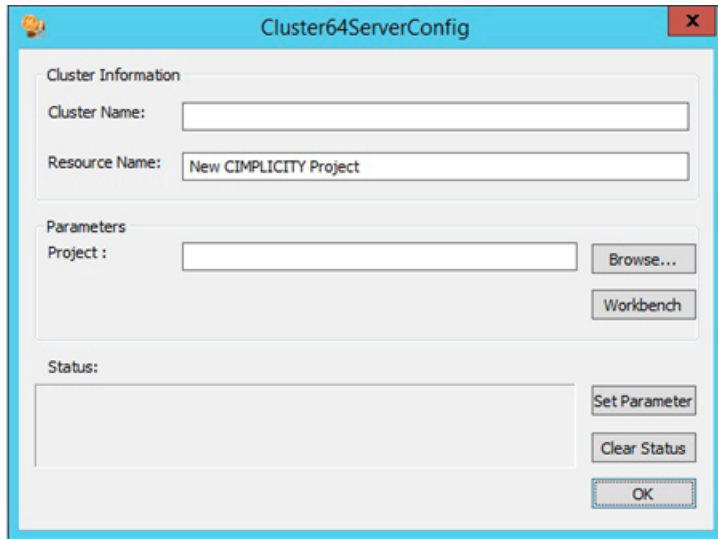 Cluster64ServerConfig
x
Cluster Information
Cluster Name:
Resource Name: New CIMPLICITY Project
Parameters
Project : Browse...
Workbench
Status:
Set Parameter
Clear Status
OK